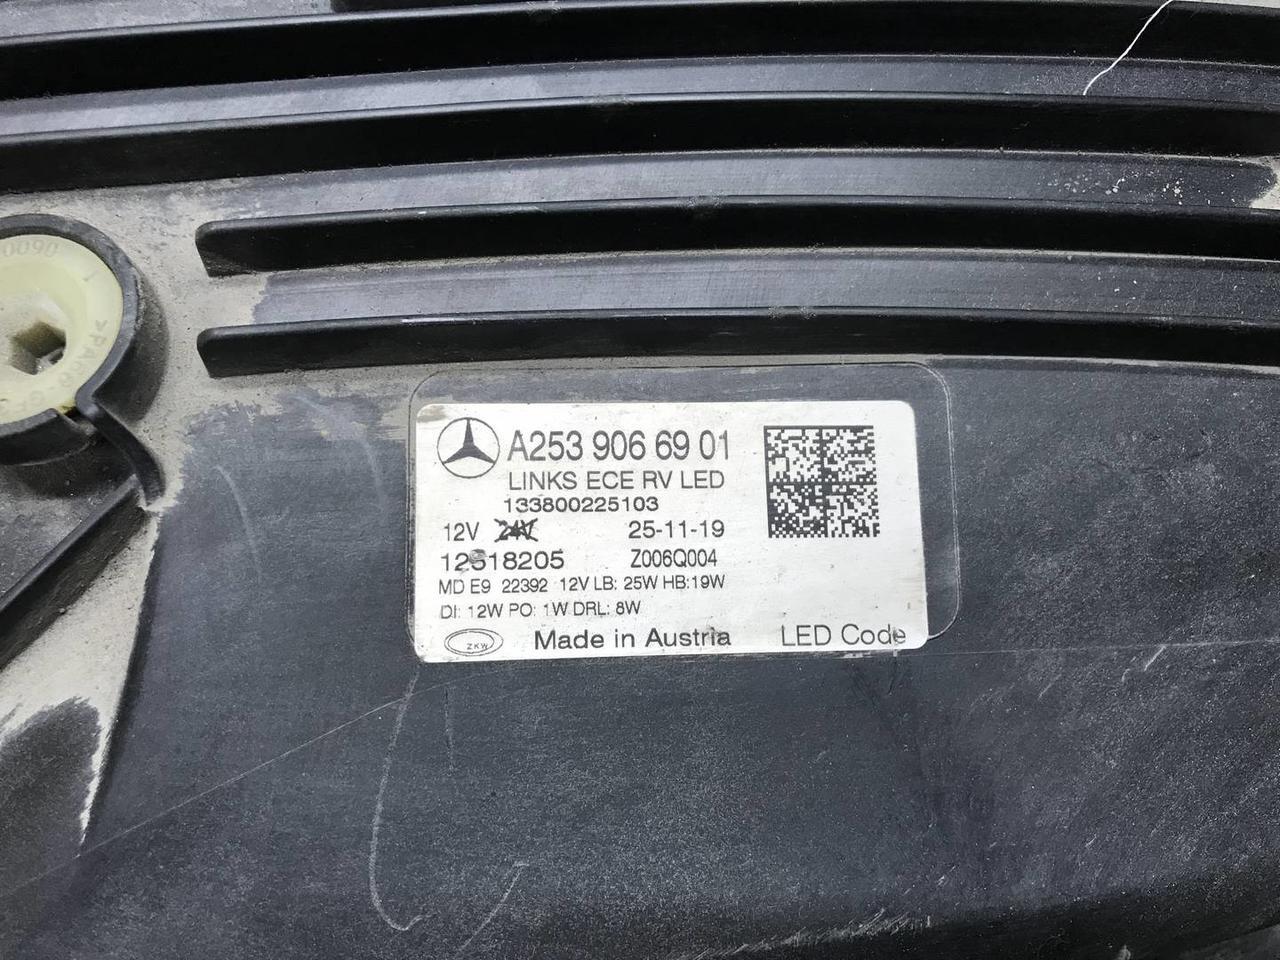 A253 906 69 01
LINKS ECE RV LED
133800225103
12V 24V 25-11-19
12518205 Z006Q004
MD E9 22392 12V LB: 25W HB:19W
DI: 12W PO: 1W DRL: 8W
ZKW Made in Austria LED Code